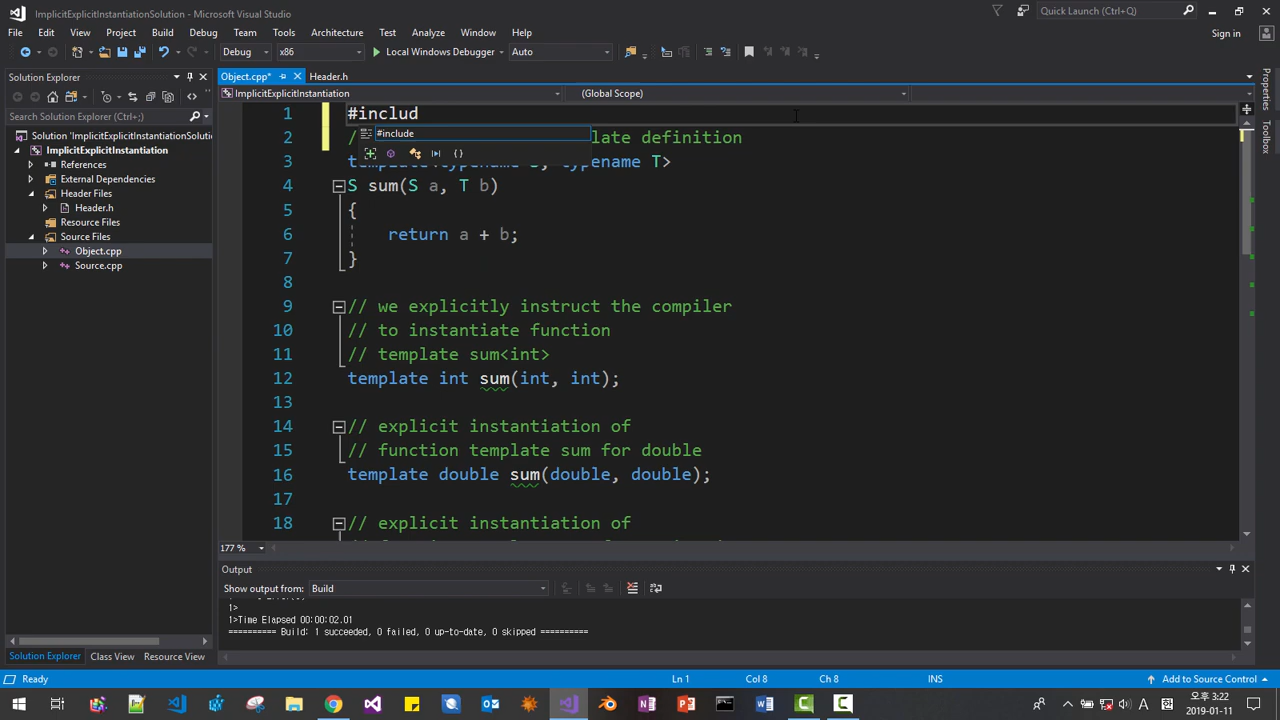 ImplicitExplicitInstantiationSolution - Microsoft Visual Studio
Quick Launch (Ctrl+Q)
File Edit View Project Build Debug Team Tools Architecture Test Analyze Window Help
Sign in
Debug x86 Local Windows Debugger Auto
Solution Explorer
Object.cpp* Header.h
ImplicitExplicitInstantiation (Global Scope)
Search Solution Explorer (Ctrl+;)
Solution 'ImplicitExplicitInstantiationSolutio
ImplicitExplicitInstantiation
References
External Dependencies
Header Files
Header.h
Resource Files
Source Files
Object.cpp
Source.cpp
1 #includ
#include
2 / late definition
3 template<typename S, typename T>
4 S sum(S a, T b)
5 {
6 return a + b;
7 }
8
9 // we explicitly instruct the compiler
10 // to instantiate function
11 // template sum<int>
12 template int sum(int, int);
13
14 // explicit instantiation of
15 // function template sum for double
16 template double sum(double, double);
17
18 // explicit instantiation of
177 %
Output
Show output from: Build
1>
1>Time Elapsed 00:00:02.01
========== Build: 1 succeeded, 0 failed, 0 up-to-date, 0 skipped ==========
Solution Explorer Class View Resource View
Properties
Toolbox
Ready Ln 1 Col 8 Ch 8 INS Add to Source Control
오후 3:22
2019-01-11